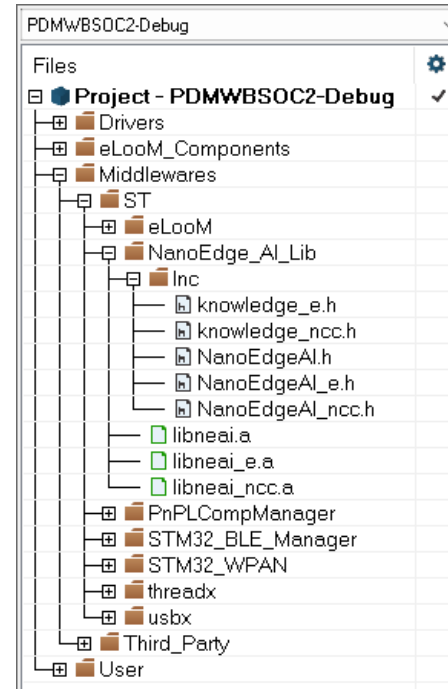 PDMWBSOC2-Debug
Files
Project - PDMWBSOC2-Debug
Drivers
eLooM_Components
Middlewares
ST
eLooM
NanoEdge_AI_Lib
Inc
knowledge_e.h
knowledge_ncc.h
NanoEdgeAI.h
NanoEdgeAI_e.h
NanoEdgeAI_ncc.h
libneai.a
libneai_e.a
libneai_ncc.a
PnPLCompManager
STM32_BLE_Manager
STM32_WPAN
threadx
usbx
Third_Party
User